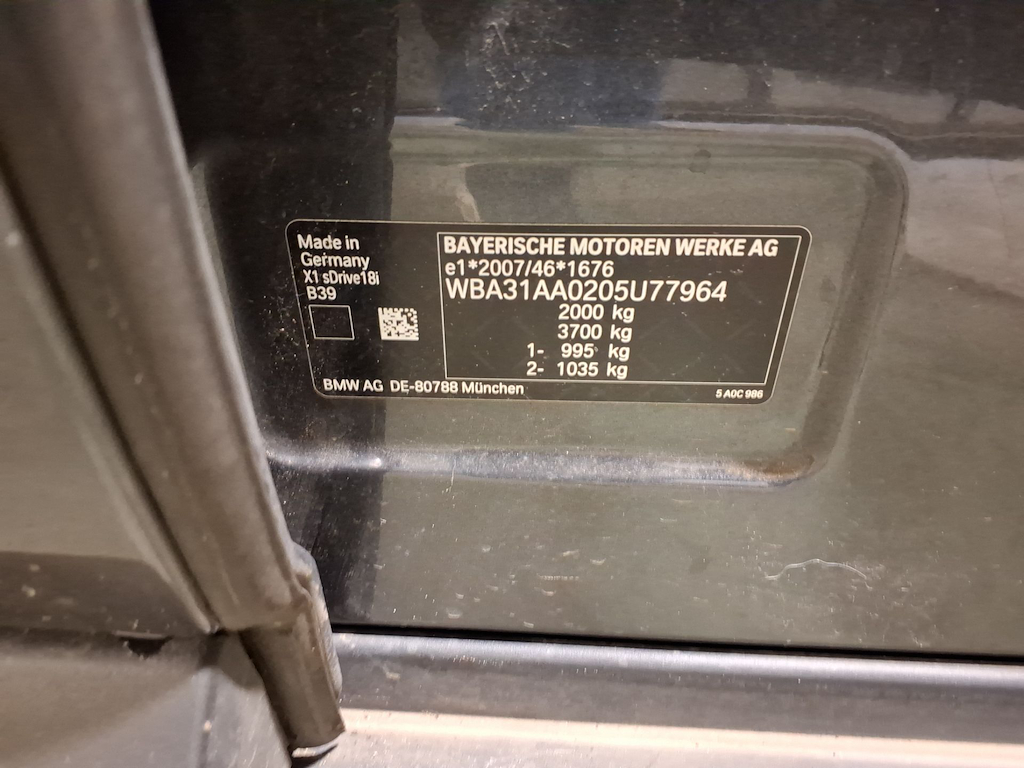 Made in
Germany
X1 sDrive18i
B39
BAYERISCHE MOTOREN WERKE AG
e1*2007/46*1676
WBA31AA0205U77964
2000 kg
3700 kg
1- 995 kg
2- 1035 kg
BMW AG DE-80788 München
5 A0C 986